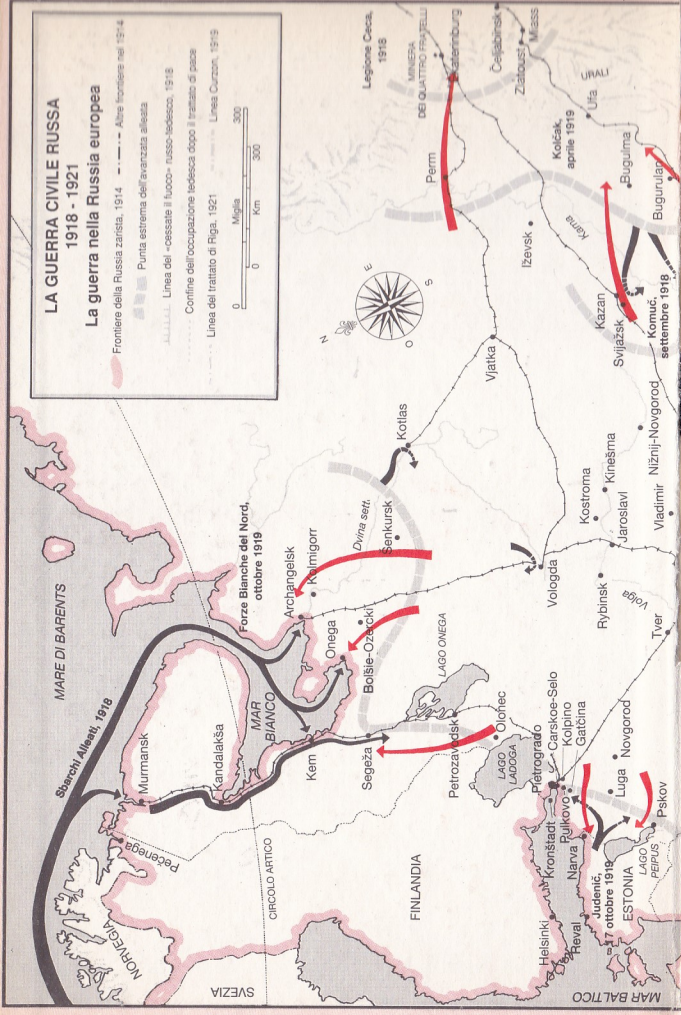 LA GUERRA CIVILE RUSSA
1918 - 1921
La guerra nella Russia europea
Frontiere della Russia zarista, 1914
Altre frontiere nel 1914
Punta estrema dell'avanzata alleata
Linea del «cessate il fuoco» russo-tedesco, 1918
Confine dell'occupazione tedesca dopo il trattato di pace
Linea del trattato di Riga, 1921
Linea Curzon, 1919
Miglia
0
300
Km
0
300
N
E
S
O
MARE DI BARENTS
Sbarchi Alleati, 1918
NORVEGIA
Pečenega
Murmansk
Kandalakša
MAR
BIANCO
Kem
CIRCOLO ARTICO
SVEZIA
FINLANDIA
Forze Bianche del Nord,
ottobre 1919
Archangelsk
Kolmigorr
Onega
Bolšie-Ozercki
Segeža
LAGO ONEGA
Petrozavodsk
Olonec
LAGO
LADOGA
Dvina sett.
Šenkursk
Kotlas
Vjatka
Vologda
Perm
Iževsk
Kama
Legione Ceca,
1918
MINIERA
DEI QUATTRO FRATELLI
Ekaterinburg
Čeljabinsk
Zlatoust
Miass
URALI
Ufa
Kolčak,
aprile 1919
Bugulma
Buguruslan
Kazan
Svijažsk
Komuč,
settembre 1918
Nižnij-Novgorod
Kinešma
Kostroma
Jaroslavl
Vladimir
Rybinsk
Volga
Tver
Pietrogrado
Carskoe-Selo
Kolpino
Gatčina
Pulkovo
Kronštadt
Novgorod
Luga
Pskov
Narva
Helsinki
Reval
Judenič,
17 ottobre 1919
ESTONIA
LAGO
PEIPUS
MAR BALTICO